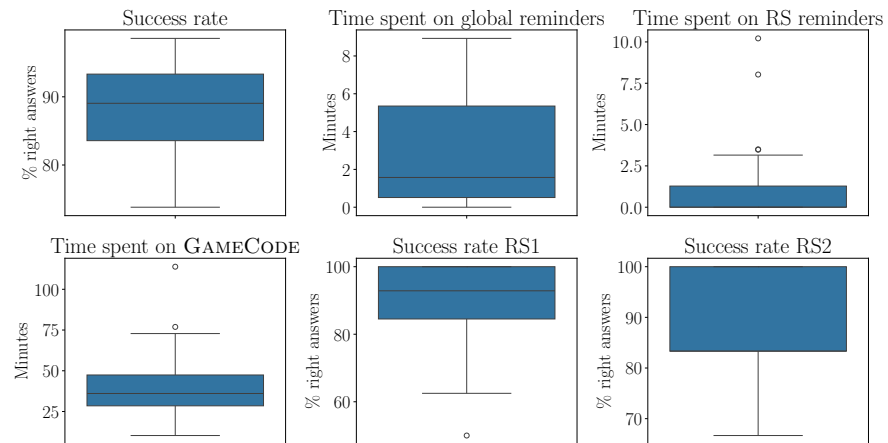 Success rate
% right answers
90
80
Time spent on global reminders
Minutes
8
6
4
2
0
Time spent on RS reminders
Minutes
10.0
7.5
5.0
2.5
0.0
Time spent on GAMECODE
Minutes
100
75
50
25
Success rate RS1
% right answers
100
80
60
Success rate RS2
% right answers
100
90
80
70